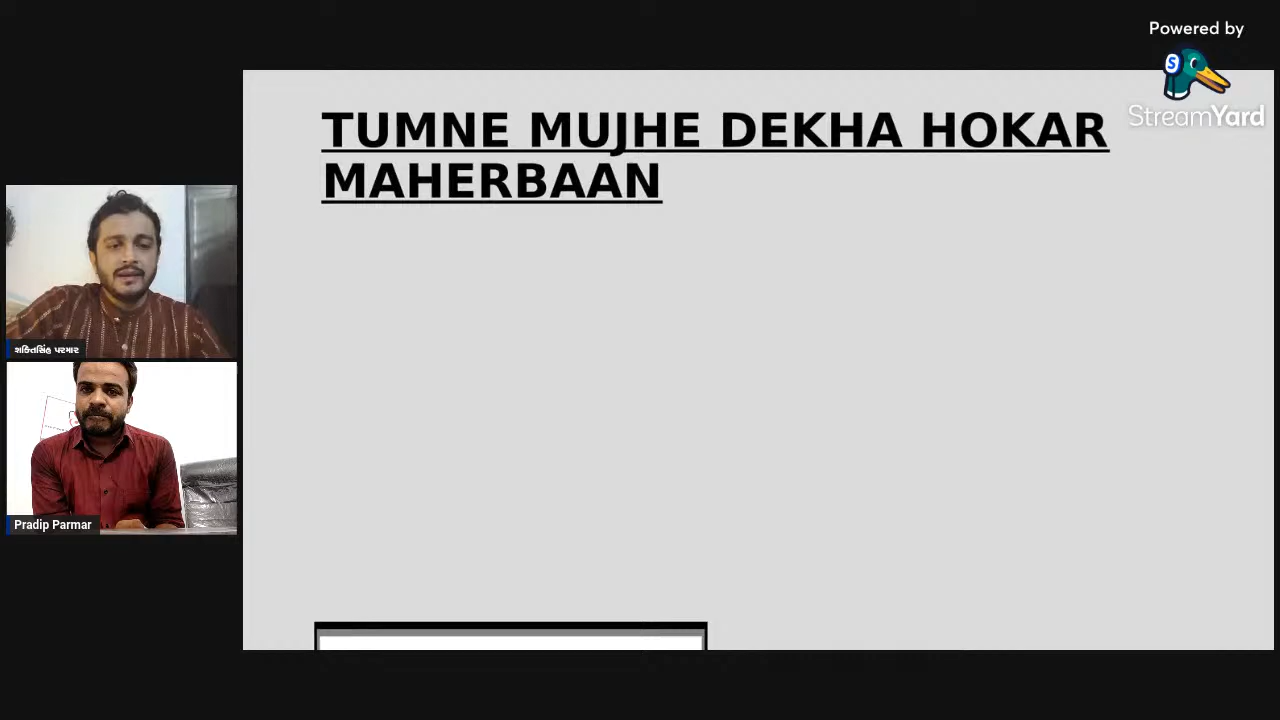 Powered by
StreamYard
TUMNE MUJHE DEKHA HOKAR
MAHERBAAN
શક્તિસિંહ પરમાર
Pradip Parmar